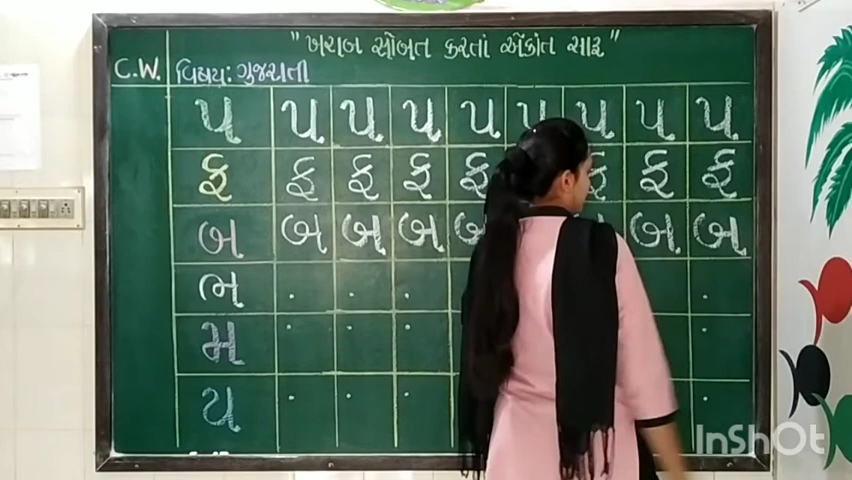 "ખરાબ સોબત કરતાં એકાંત સારૂ"
C.W. વિષય: ગુજરાતી
પ પ પ પ પ પ પ પ પ
ફ ફ ફ ફ ફ ફ ફ ફ
બ બ બ બ બ બ બ
ભ
મ
ય
InShOt